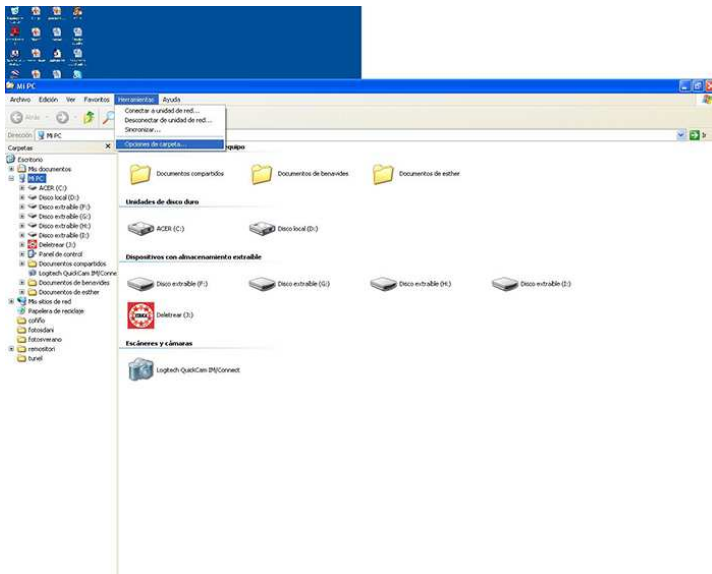 Mi PC
Archivo Edición Ver Favoritos Herramientas Ayuda
Conectar a unidad de red...
Desconectar de unidad de red...
Sincronizar...
Opciones de carpeta...
Atrás
Dirección Mi PC
Carpetas
Escritorio
Mis documentos
Mi PC
ACER (C:)
Disco local (D:)
Disco extraíble (F:)
Disco extraíble (G:)
Disco extraíble (H:)
Disco extraíble (I:)
Deletrear (J:)
Panel de control
Documentos compartidos
Logitech QuickCam IM/Conne
Documentos de benavides
Documentos de esther
Mis sitios de red
Papelera de reciclaje
fotosdani
fotosverano
remositori
tunel
equipo
Documentos compartidos
Documentos de benavides
Documentos de esther
Unidades de disco duro
ACER (C:)
Disco local (D:)
Dispositivos con almacenamiento extraíble
Disco extraíble (F:)
Disco extraíble (G:)
Disco extraíble (H:)
Disco extraíble (I:)
Deletrear (J:)
Escáneres y cámaras
Logitech QuickCam IM/Connect